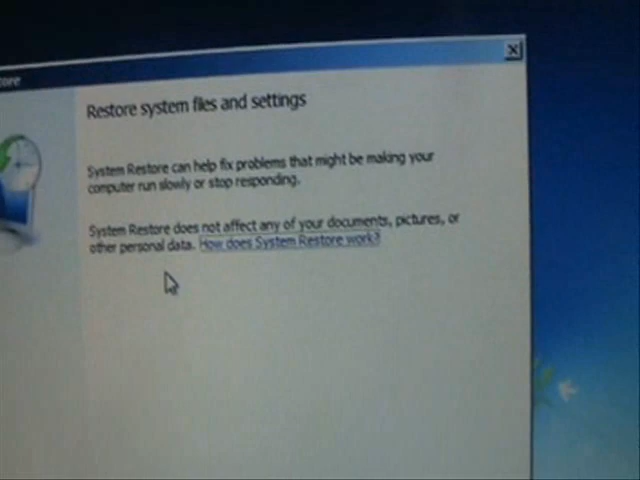 tore
Restore system files and settings
System Restore can help fix problems that might be making your
computer run slowly or stop responding.
System Restore does not affect any of your documents, pictures, or
other personal data. How does System Restore work?